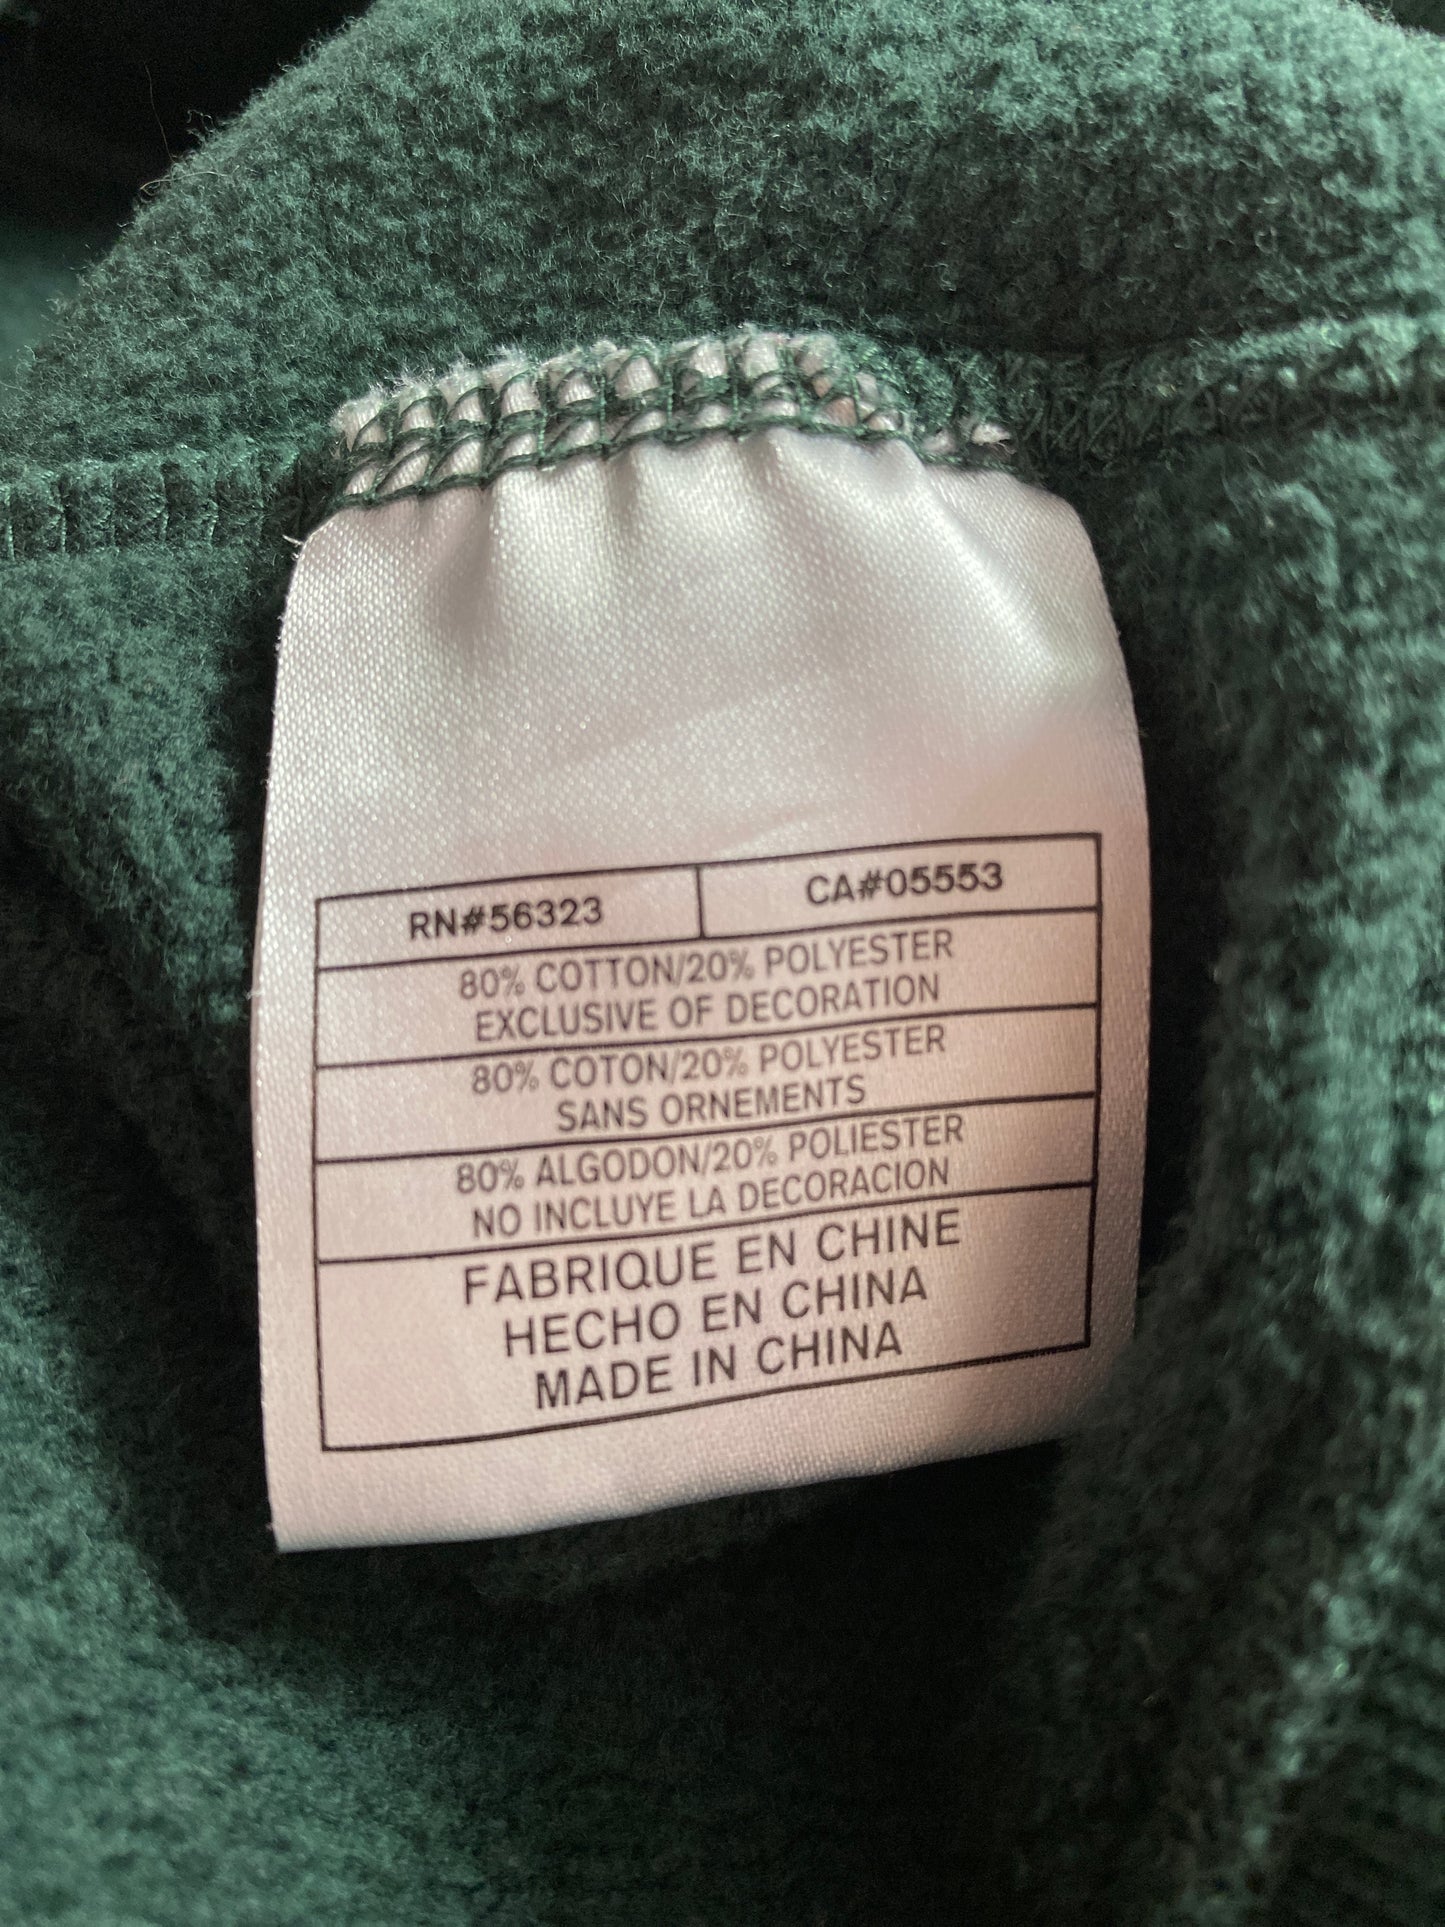 RN#56323
CA#05553
80% COTTON/20% POLYESTER
EXCLUSIVE OF DECORATION
80% COTON/20% POLYESTER
SANS ORNEMENTS
80% ALGODON/20% POLIESTER
NO INCLUYE LA DECORACION
FABRIQUE EN CHINE
HECHO EN CHINA
MADE IN CHINA